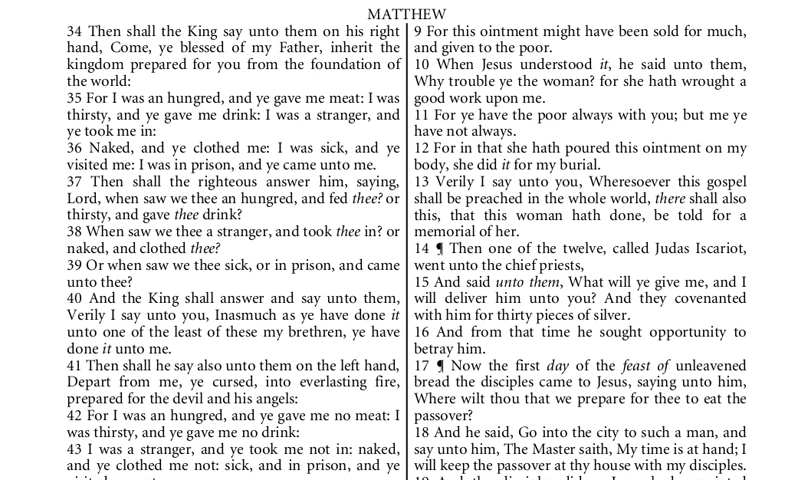 MATTHEW
34 Then shall the King say unto them on his right
hand, Come, ye blessed of my Father, inherit the
kingdom prepared for you from the foundation of
the world:
35 For I was an hungred, and ye gave me meat: I was
thirsty, and ye gave me drink: I was a stranger, and
ye took me in:
36 Naked, and ye clothed me: I was sick, and ye
visited me: I was in prison, and ye came unto me.
37 Then shall the righteous answer him, saying,
Lord, when saw we thee an hungred, and fed thee? or
thirsty, and gave thee drink?
38 When saw we thee a stranger, and took thee in? or
naked, and clothed thee?
39 Or when saw we thee sick, or in prison, and came
unto thee?
40 And the King shall answer and say unto them,
Verily I say unto you, Inasmuch as ye have done it
unto one of the least of these my brethren, ye have
done it unto me.
41 Then shall he say also unto them on the left hand,
Depart from me, ye cursed, into everlasting fire,
prepared for the devil and his angels:
42 For I was an hungred, and ye gave me no meat: I
was thirsty, and ye gave me no drink:
43 I was a stranger, and ye took me not in: naked,
and ye clothed me not: sick, and in prison, and ye
9 For this ointment might have been sold for much,
and given to the poor.
10 When Jesus understood it, he said unto them,
Why trouble ye the woman? for she hath wrought a
good work upon me.
11 For ye have the poor always with you; but me ye
have not always.
12 For in that she hath poured this ointment on my
body, she did it for my burial.
13 Verily I say unto you, Wheresoever this gospel
shall be preached in the whole world, there shall also
this, that this woman hath done, be told for a
memorial of her.
14 ¶ Then one of the twelve, called Judas Iscariot,
went unto the chief priests,
15 And said unto them, What will ye give me, and I
will deliver him unto you? And they covenanted
with him for thirty pieces of silver.
16 And from that time he sought opportunity to
betray him.
17 ¶ Now the first day of the feast of unleavened
bread the disciples came to Jesus, saying unto him,
Where wilt thou that we prepare for thee to eat the
passover?
18 And he said, Go into the city to such a man, and
say unto him, The Master saith, My time is at hand; I
will keep the passover at thy house with my disciples.